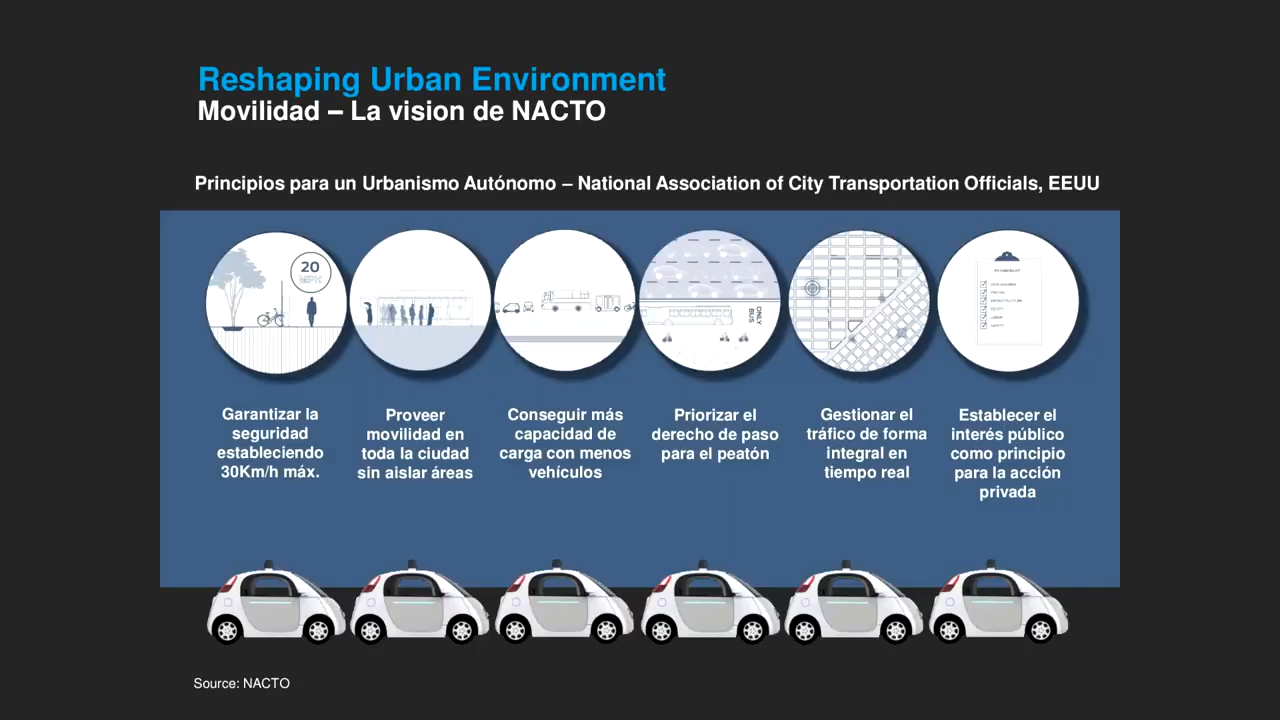 Reshaping Urban Environment
Movilidad – La vision de NACTO
Principios para un Urbanismo Autónomo – National Association of City Transportation Officials, EEUU
20
ONLY
BUS
Garantizar la
seguridad
estableciendo
30Km/h máx.
Proveer
movilidad en
toda la ciudad
sin aislar áreas
Conseguir más
capacidad de
carga con menos
vehículos
Priorizar el
derecho de paso
para el peatón
Gestionar el
tráfico de forma
integral en
tiempo real
Establecer el
interés público
como principio
para la acción
privada
Source: NACTO